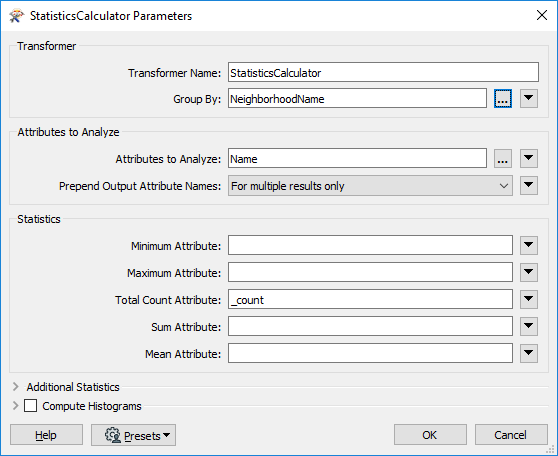 StatisticsCalculator Parameters
Transformer
Transformer Name: StatisticsCalculator
Group By: NeighborhoodName ...
Attributes to Analyze
Attributes to Analyze: Name ...
Prepend Output Attribute Names: For multiple results only
Statistics
Minimum Attribute:
Maximum Attribute:
Total Count Attribute: _count
Sum Attribute:
Mean Attribute:
Additional Statistics
Compute Histograms
Help Presets OK Cancel